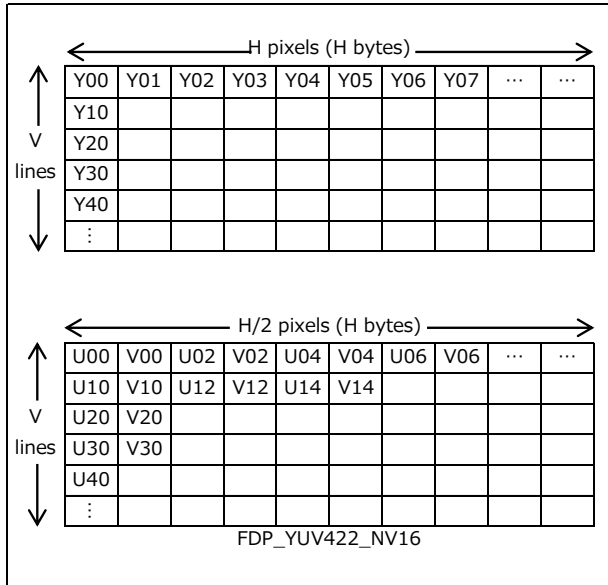 H pixels (H bytes)
Y00 Y01 Y02 Y03 Y04 Y05 Y06 Y07 … …
Y10
V
Y20
lines
Y30
Y40
⋮
H/2 pixels (H bytes)
U00 V00 U02 V02 U04 V04 U06 V06 … …
U10 V10 U12 V12 U14 V14
V
U20 V20
lines
U30 V30
U40
⋮
FDP_YUV422_NV16